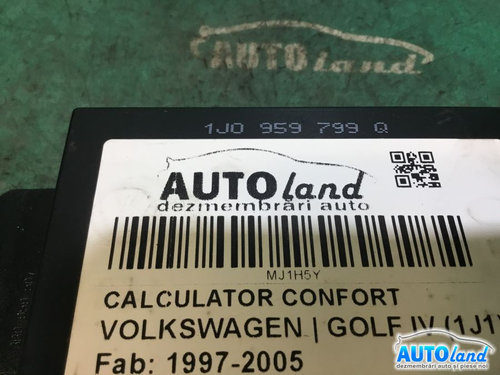 AUTOland
1J0 959 799 Q
AUTOland
dezmembrări auto
MJ1H5Y
CALCULATOR CONFORT
VOLKSWAGEN | GOLF IV (1J1)
Fab: 1997-2005
AUTOland
dezmembrări auto și piese noi